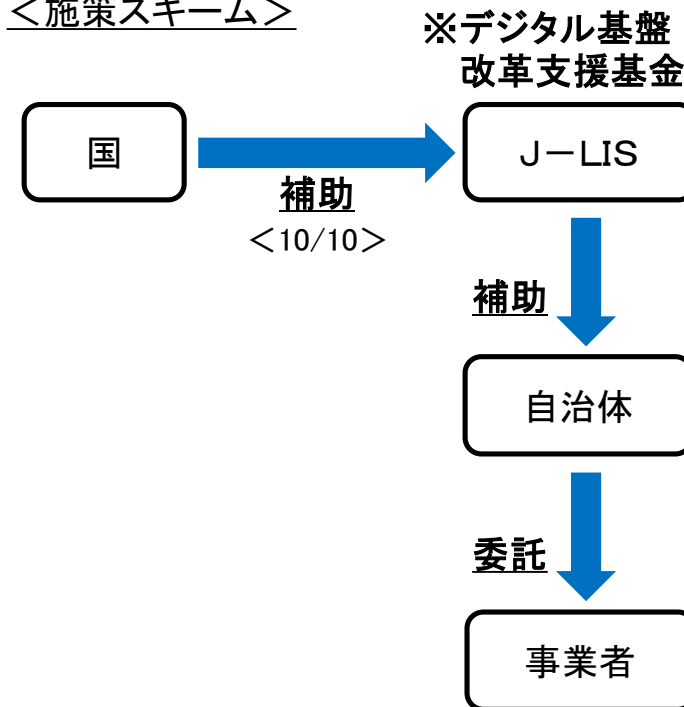 ＜施策スキーム＞
※デジタル基盤
改革支援基金
国
J－LIS
補助
＜10/10＞
補助
自治体
委託
事業者